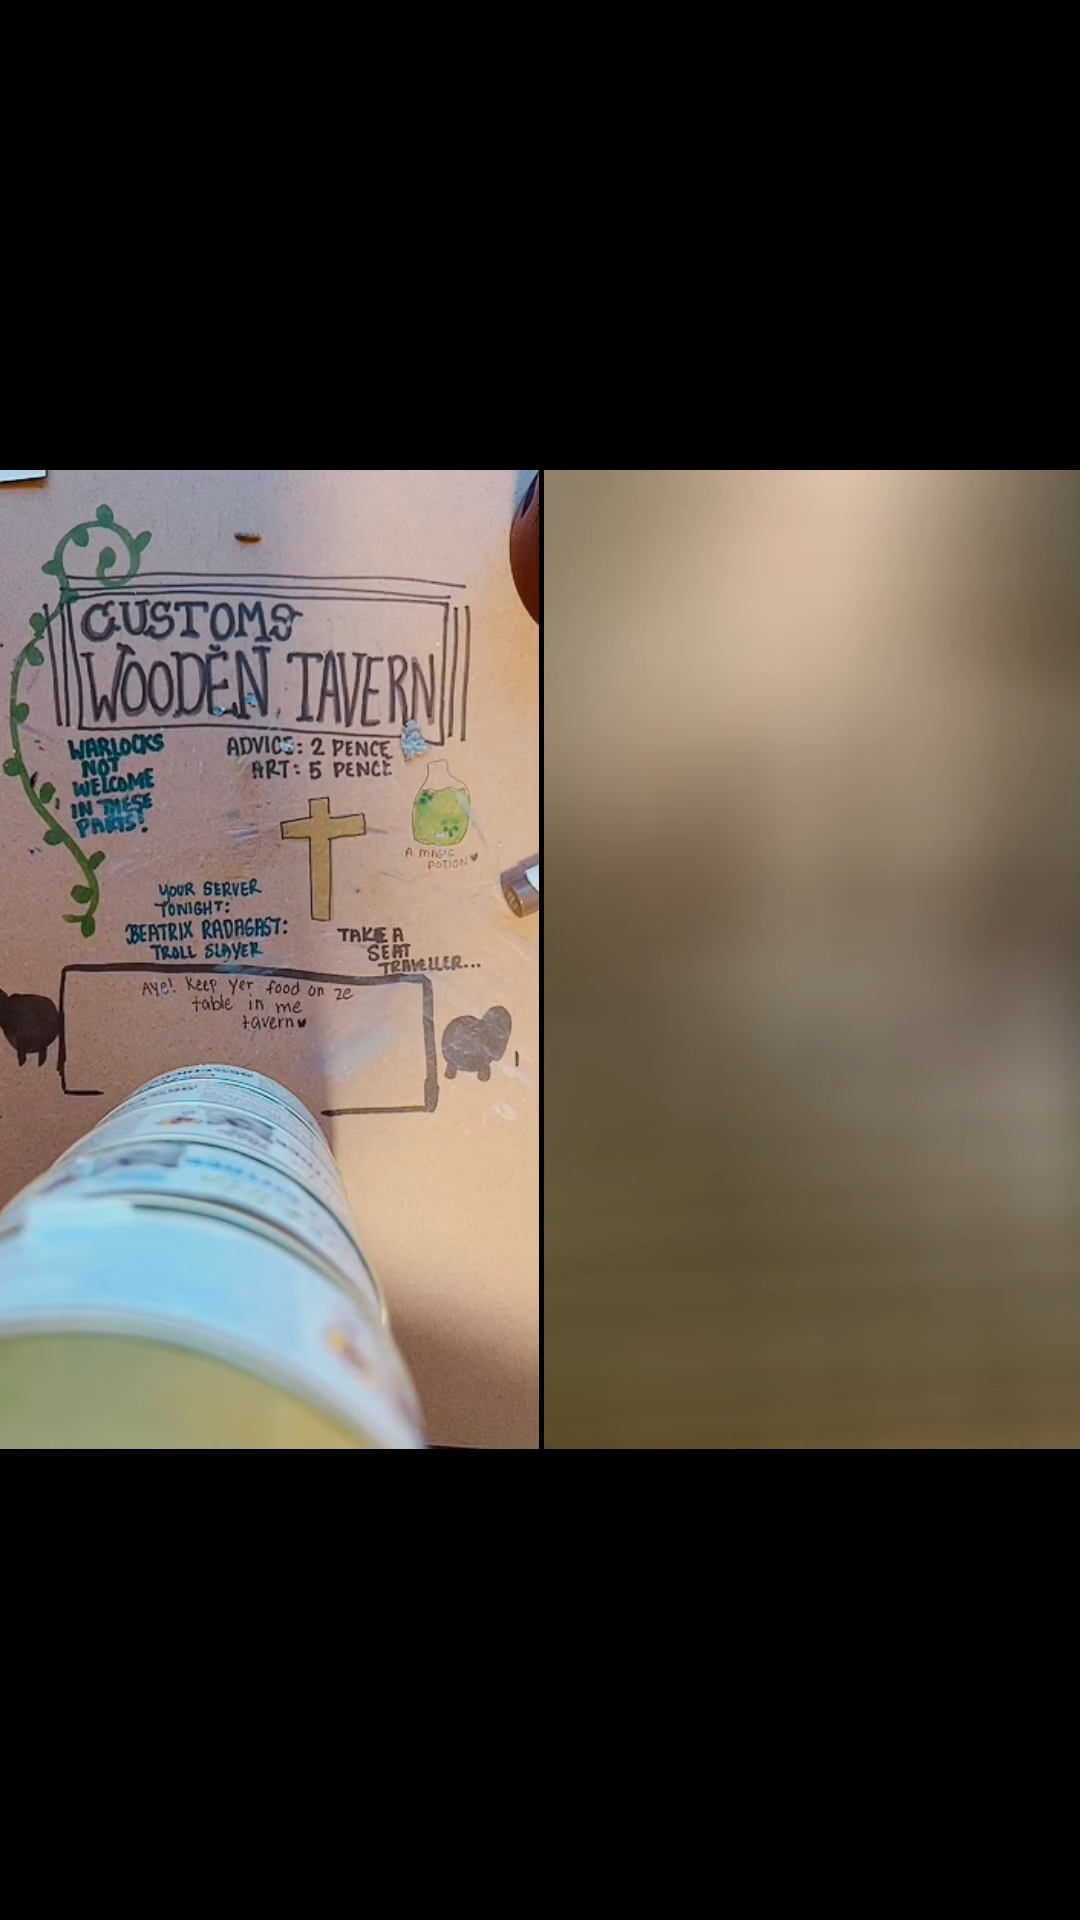 CUSTOMS
WOODEN TAVERN
WARLOCKS
NOT
WELCOME
IN THESE
PARTS!
ADVICE: 2 PENCE
ART: 5 PENCE
A MAGIC
POTION
YOUR SERVER
TONIGHT:
BEATRIX RADAGAST:
TROLL SLAYER
TAKE A
SEAT
TRAVELLER...
Aye! Keep yer food on ze
table in me
tavern